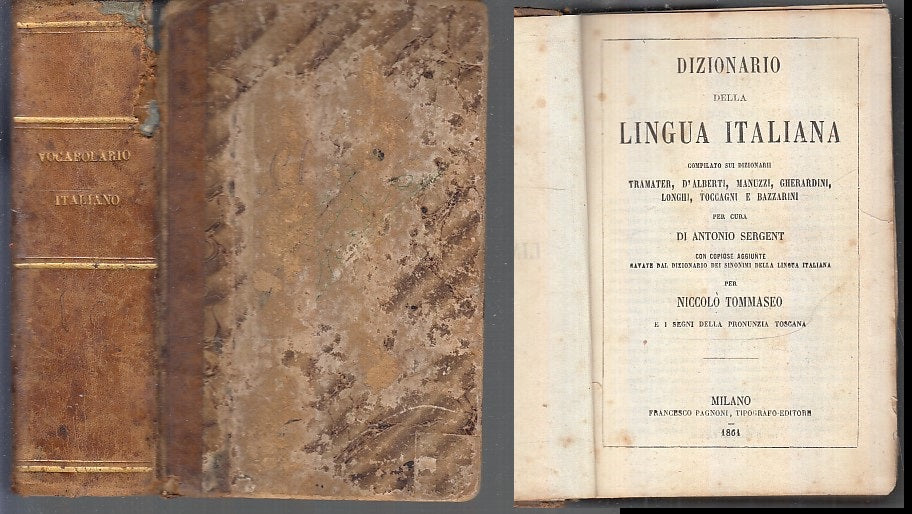 VOCABOLARIO
ITALIANO
DIZIONARIO
DELLA
LINGUA ITALIANA
COMPILATO SUI DIZIONARII
TRAMATER, D'ALBERTI, MANUZZI, GHERARDINI,
LONGHI, TOCCAGNI E BAZZARINI
PER CURA
DI ANTONIO SERGENT
CON COPIOSE AGGIUNTE
CAVATE DAL DIZIONARIO DEI SINONIMI DELLA LINGUA ITALIANA
PER
NICCOLÒ TOMMASEO
E I SEGNI DELLA PRONUNZIA TOSCANA
MILANO
FRANCESCO PAGNONI, TIPOGRAFO-EDITORE
1864